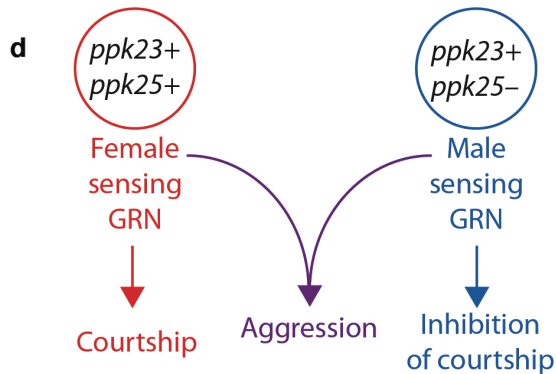 d
ppk23+
ppk25+
ppk23+
ppk25–
Female
sensing
GRN
Male
sensing
GRN
Courtship
Aggression
Inhibition
of courtship